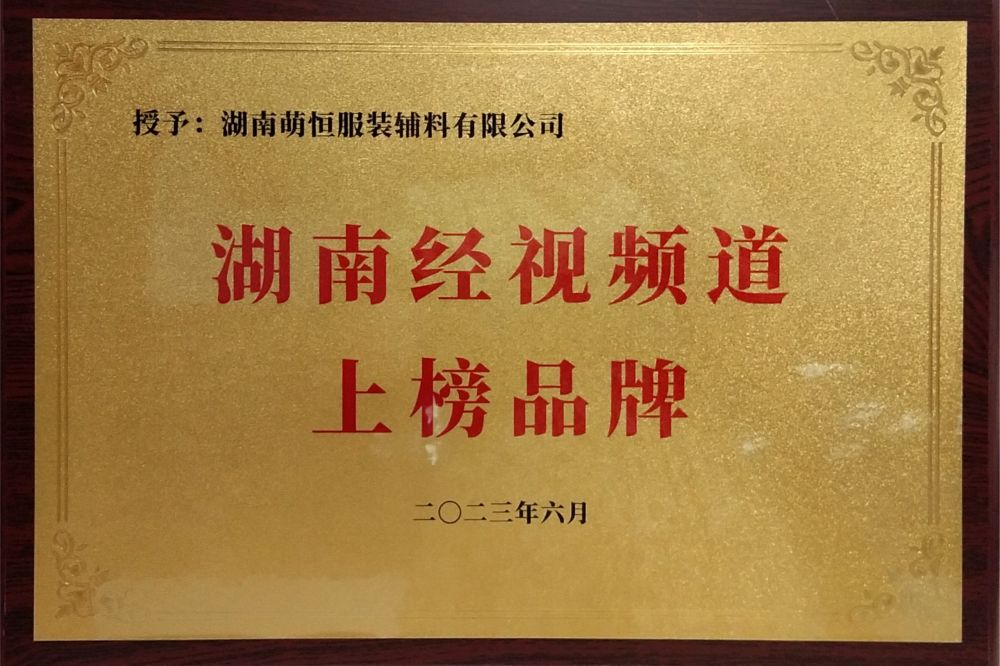 授予：湖南萌恒服装辅料有限公司
湖南经视频道
上榜品牌
二〇二三年六月